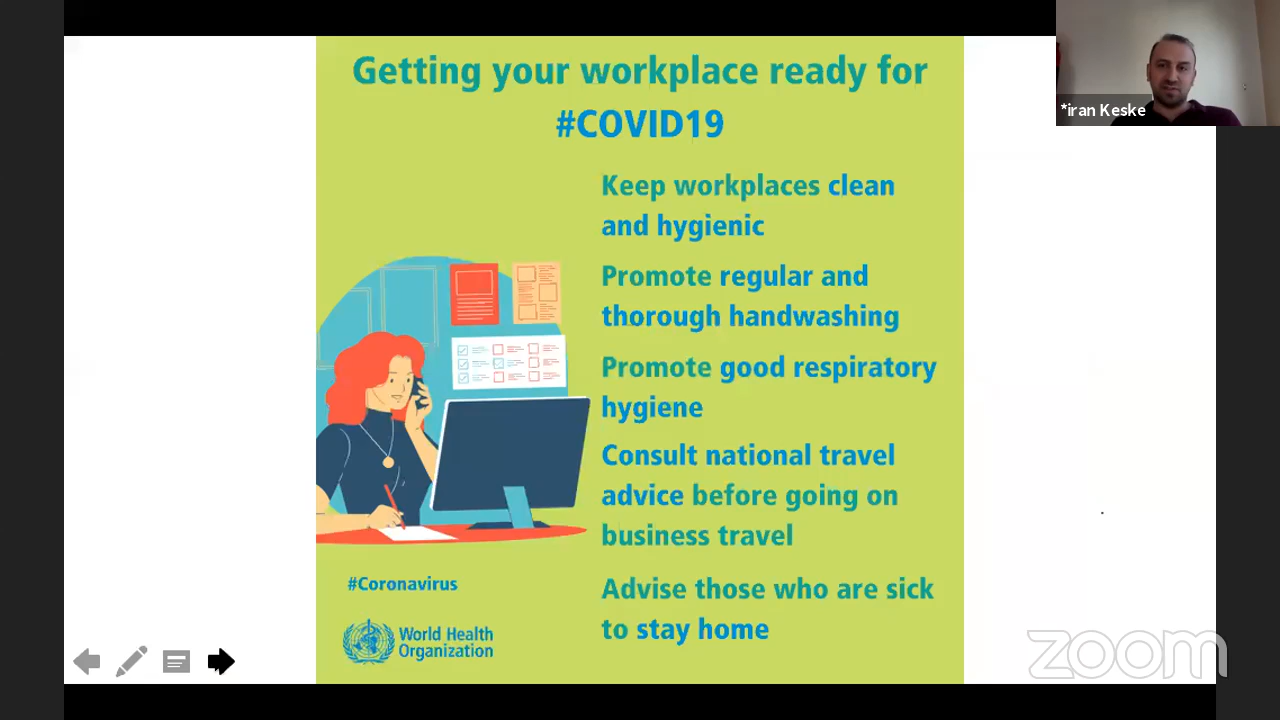 Getting your workplace ready for
#COVID19
*iran Keske
Keep workplaces clean
and hygienic
Promote regular and
thorough handwashing
Promote good respiratory
hygiene
Consult national travel
advice before going on
business travel
Advise those who are sick
to stay home
#Coronavirus
World Health
Organization
zoom